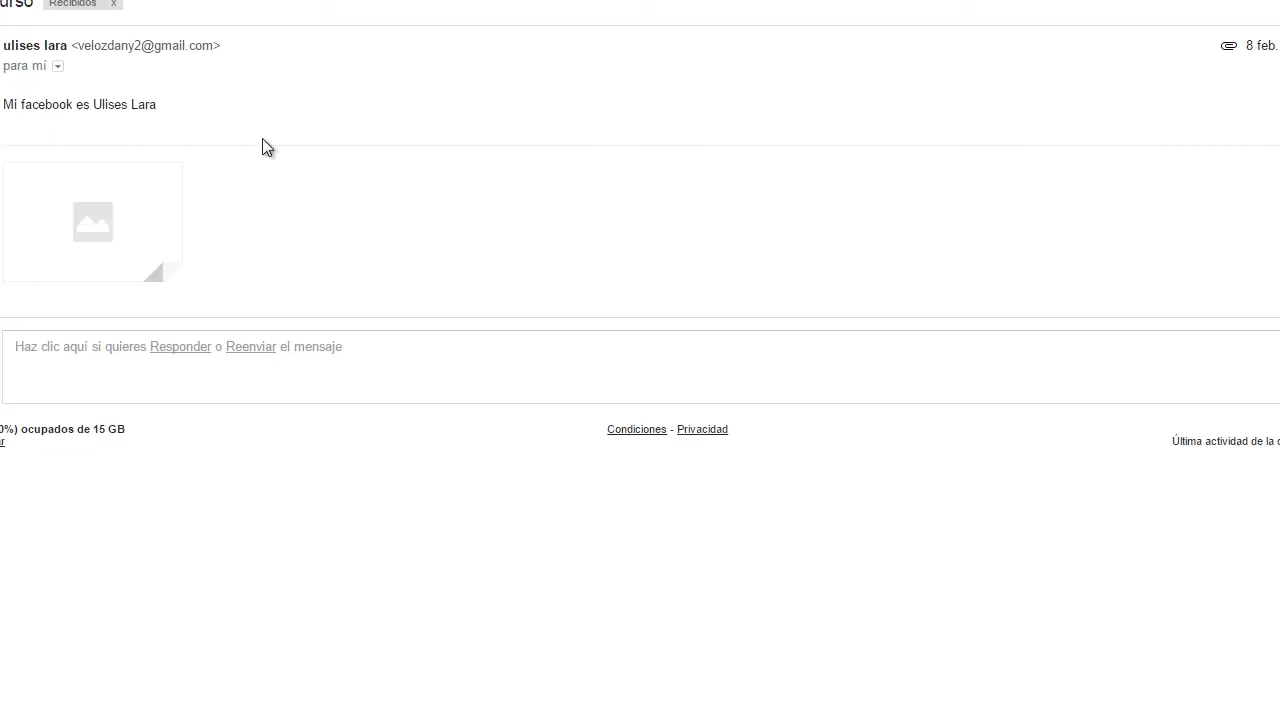 urso Recibidos x
ulises lara <velozdany2@gmail.com> 8 feb.
para mí
Mi facebook es Ulises Lara
Haz clic aquí si quieres Responder o Reenviar el mensaje
0%) ocupados de 15 GB
Condiciones - Privacidad
ar
Última actividad de la c